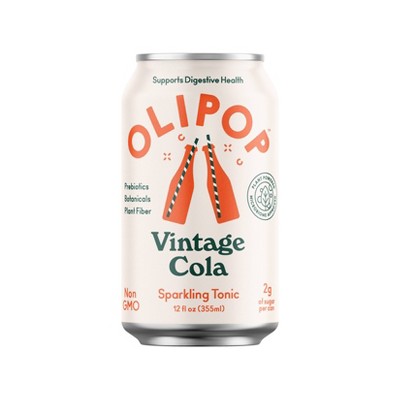 Supports Digestive Health
OLIPOP
Prebiotics
Botanicals
Plant Fiber
Vintage
Cola
Non
GMO
Sparkling Tonic
12 fl oz (355ml)
2g
of sugar
per can